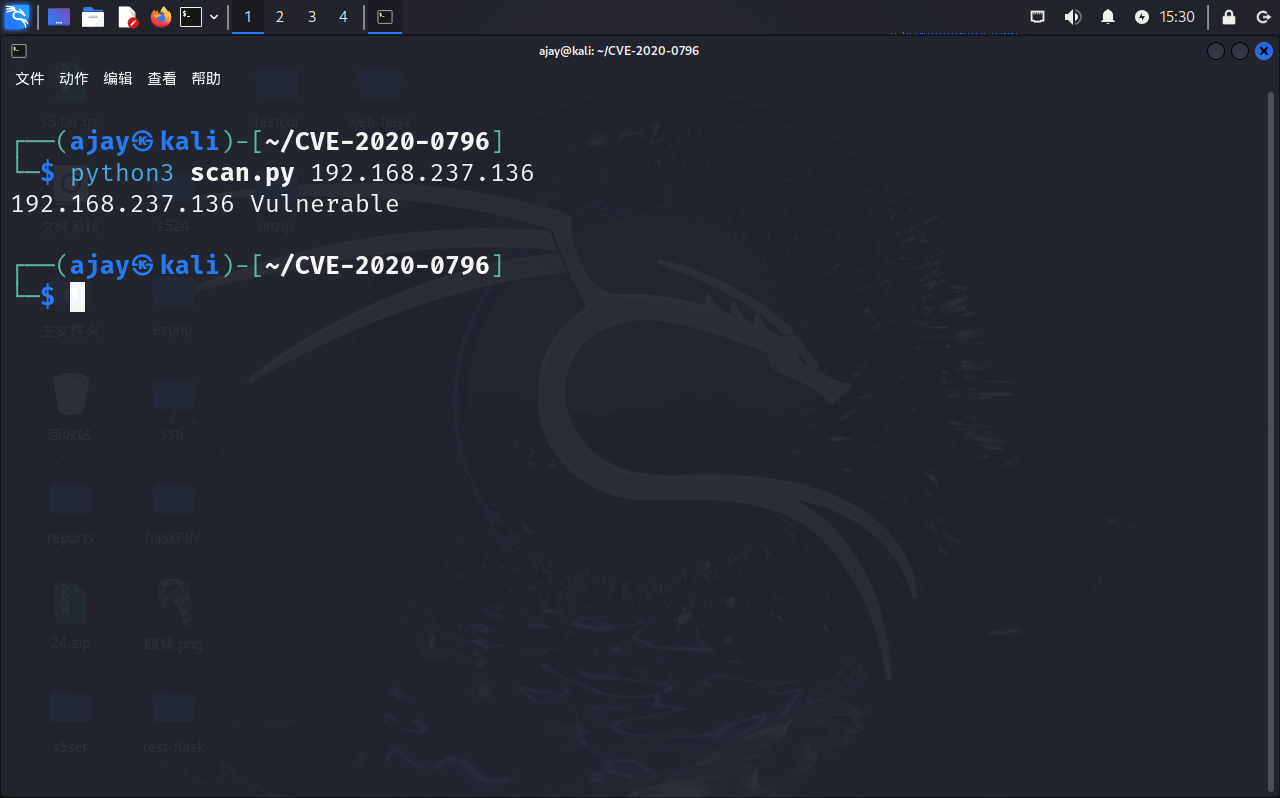 1 2 3 4 15:30
ajay@kali: ~/CVE-2020-0796
文件 动作 编辑 查看 帮助
s5.tar.gz fastcgi web-flask
┌──(ajay㉿kali)-[~/CVE-2020-0796]
└─$ python3 scan.py 192.168.237.136
192.168.237.136 Vulnerable
文件系统 s524 unzip
┌──(ajay㉿kali)-[~/CVE-2020-0796]
└─$
主文件夹 ezphp
回收站 ssti
reports flaskPIN
24.zip 四妹.png
s5ser test-flask